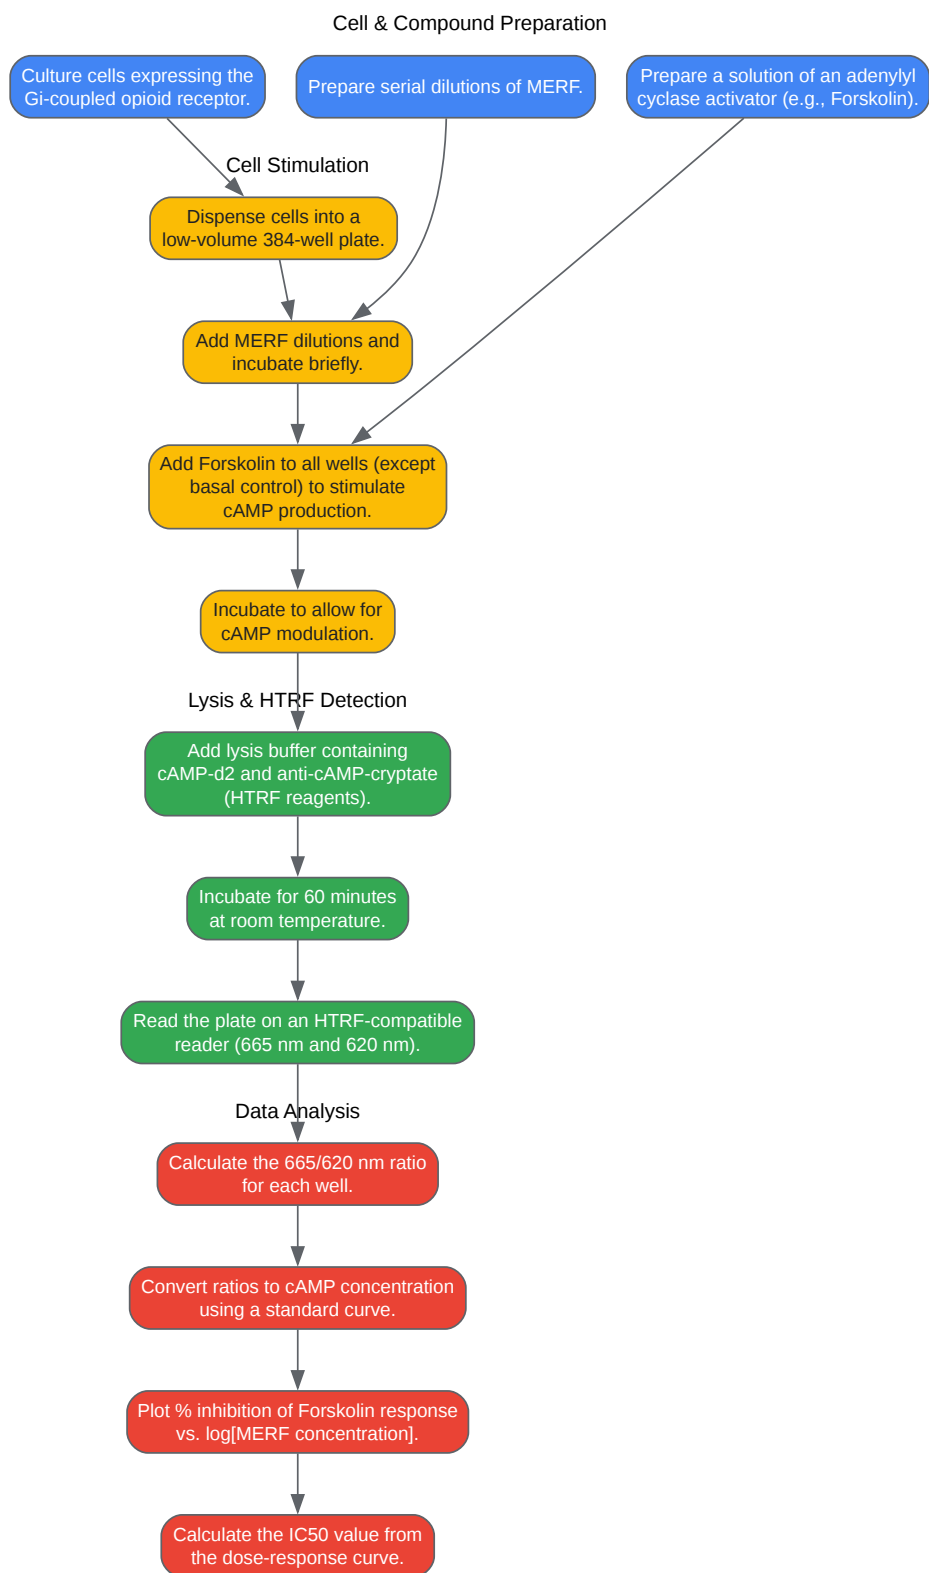 Cell & Compound Preparation
Culture cells expressing the
Gi-coupled opioid receptor.
Prepare serial dilutions of MERF.
Prepare a solution of an adenylyl
cyclase activator (e.g., Forskolin).
Cell Stimulation
Dispense cells into a
low-volume 384-well plate.
Add MERF dilutions and
incubate briefly.
Add Forskolin to all wells (except
basal control) to stimulate
cAMP production.
Incubate to allow for
cAMP modulation.
Lysis & HTRF Detection
Add lysis buffer containing
cAMP-d2 and anti-cAMP-cryptate
(HTRF reagents).
Incubate for 60 minutes
at room temperature.
Read the plate on an HTRF-compatible
reader (665 nm and 620 nm).
Data Analysis
Calculate the 665/620 nm ratio
for each well.
Convert ratios to cAMP concentration
using a standard curve.
Plot % inhibition of Forskolin response
vs. log[MERF concentration].
Calculate the IC50 value from
the dose-response curve.